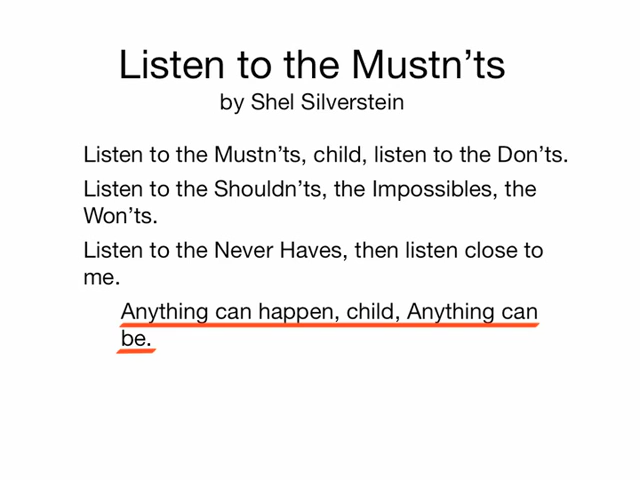 Listen to the Mustn’ts
by Shel Silverstein
Listen to the Mustn’ts, child, listen to the Don’ts.
Listen to the Shouldn’ts, the Impossibles, the
Won’ts.
Listen to the Never Haves, then listen close to
me.
Anything can happen, child, Anything can
be.